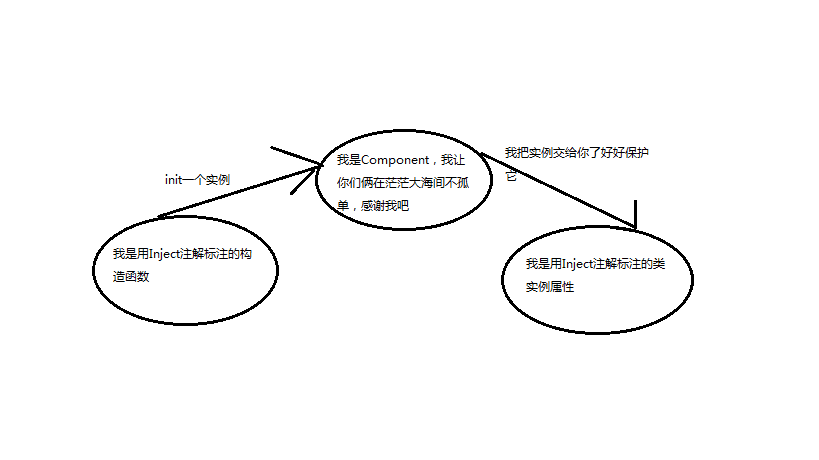 init一个实例
我是用Inject注解标注的构
造函数
我是Component，我让
你们俩在茫茫大海间不孤
单，感谢我吧
我把实例交给你了好好保护
它
我是用Inject注解标注的类
实例属性